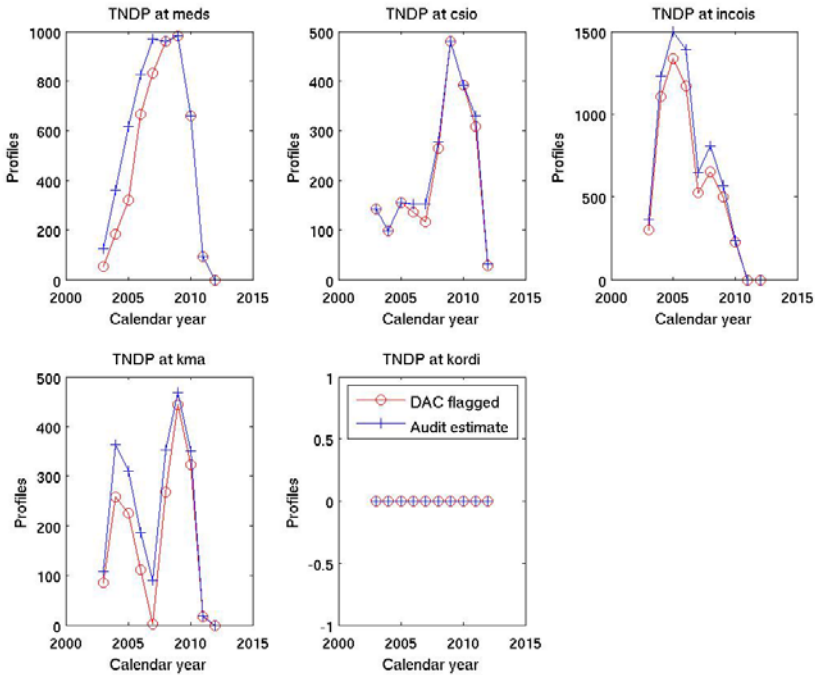 TNDP at meds
1000
800
600
400
200
0
Profiles
2000 2005 2010 2015
Calendar year
TNDP at csio
500
400
300
200
100
0
Profiles
2000 2005 2010 2015
Calendar year
TNDP at incois
1500
1000
500
0
Profiles
2000 2005 2010 2015
Calendar year
TNDP at kma
500
400
300
200
100
0
Profiles
2000 2005 2010 2015
Calendar year
TNDP at kordi
1
0.5
0
-0.5
-1
Profiles
DAC flagged
Audit estimate
2000 2005 2010 2015
Calendar year